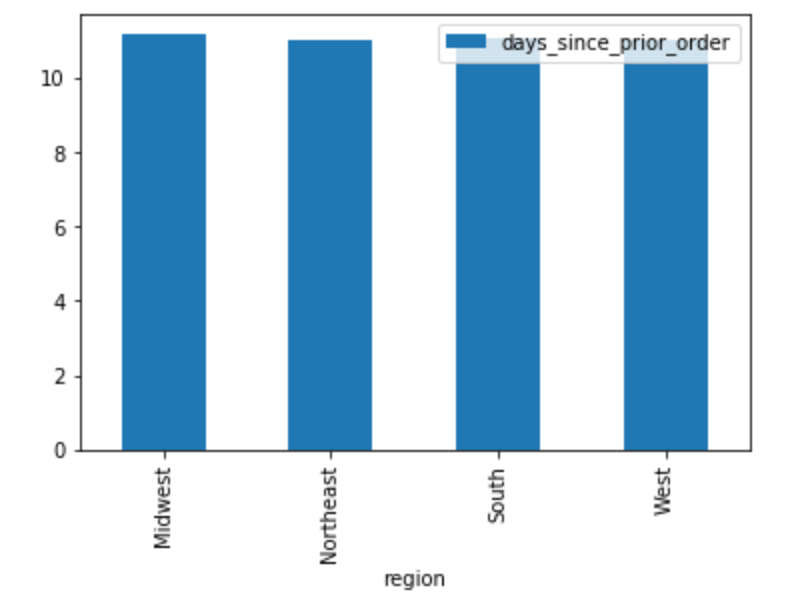 days_since_prior_order
10
8
6
4
2
0
Midwest
Northeast
South
West
region